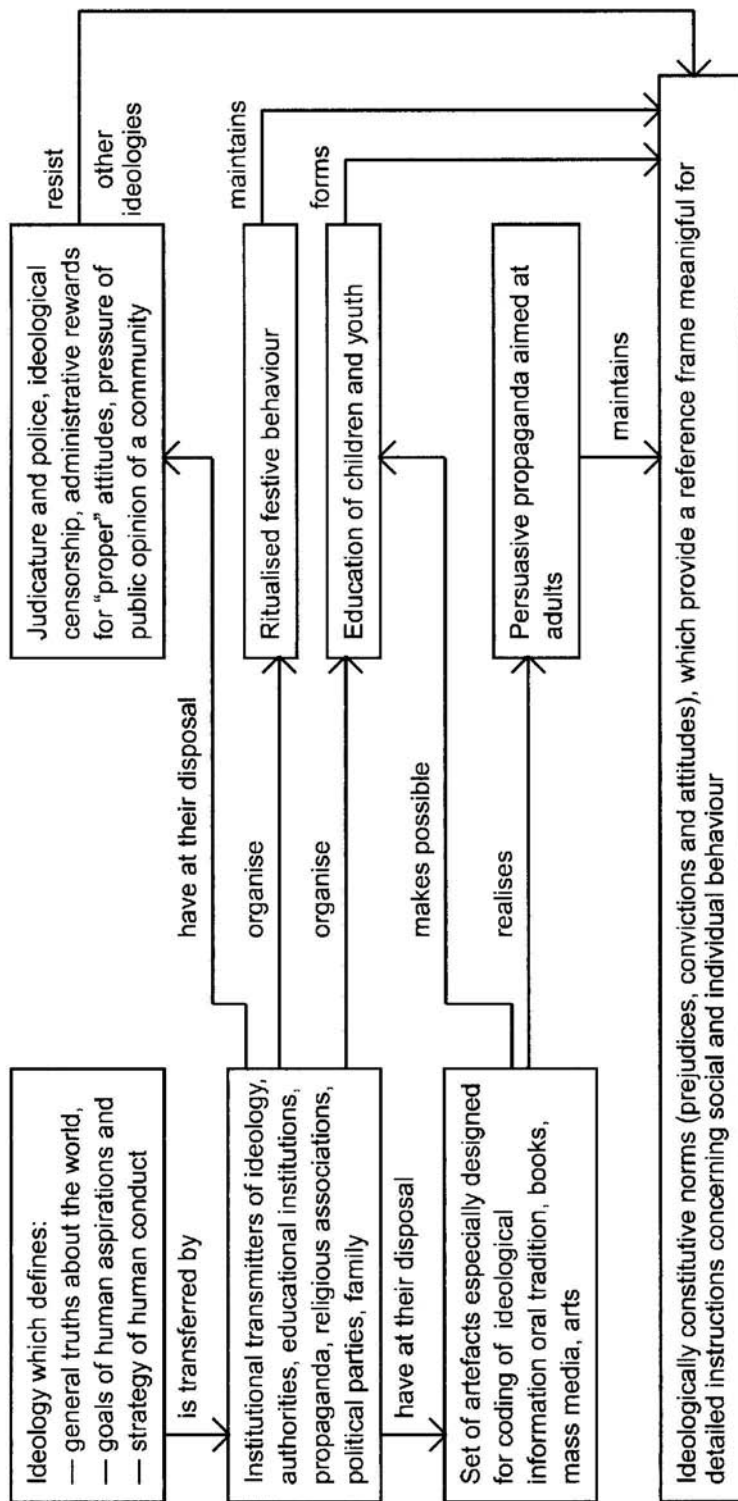 Ideology which defines:
— general truths about the world,
— goals of human aspirations and
— strategy of human conduct
is transferred by
Institutional transmitters of ideology,
authorities, educational institutions,
propaganda, religious associations,
political parties, family
have at their disposal
Set of artefacts especially designed
for coding of ideological
information oral tradition, books,
mass media, arts
have at their disposal
organise
organise
makes possible
realises
Judicature and police, ideological
censorship, administrative rewards
for “proper” attitudes, pressure of
public opinion of a community
Ritualised festive behaviour
Education of children and youth
Persuasive propaganda aimed at
adults
resist
other
ideologies
maintains
forms
maintains
Ideologically constitutive norms (prejudices, convictions and attitudes), which provide a reference frame meanigful for
detailed instructions concerning social and individual behaviour